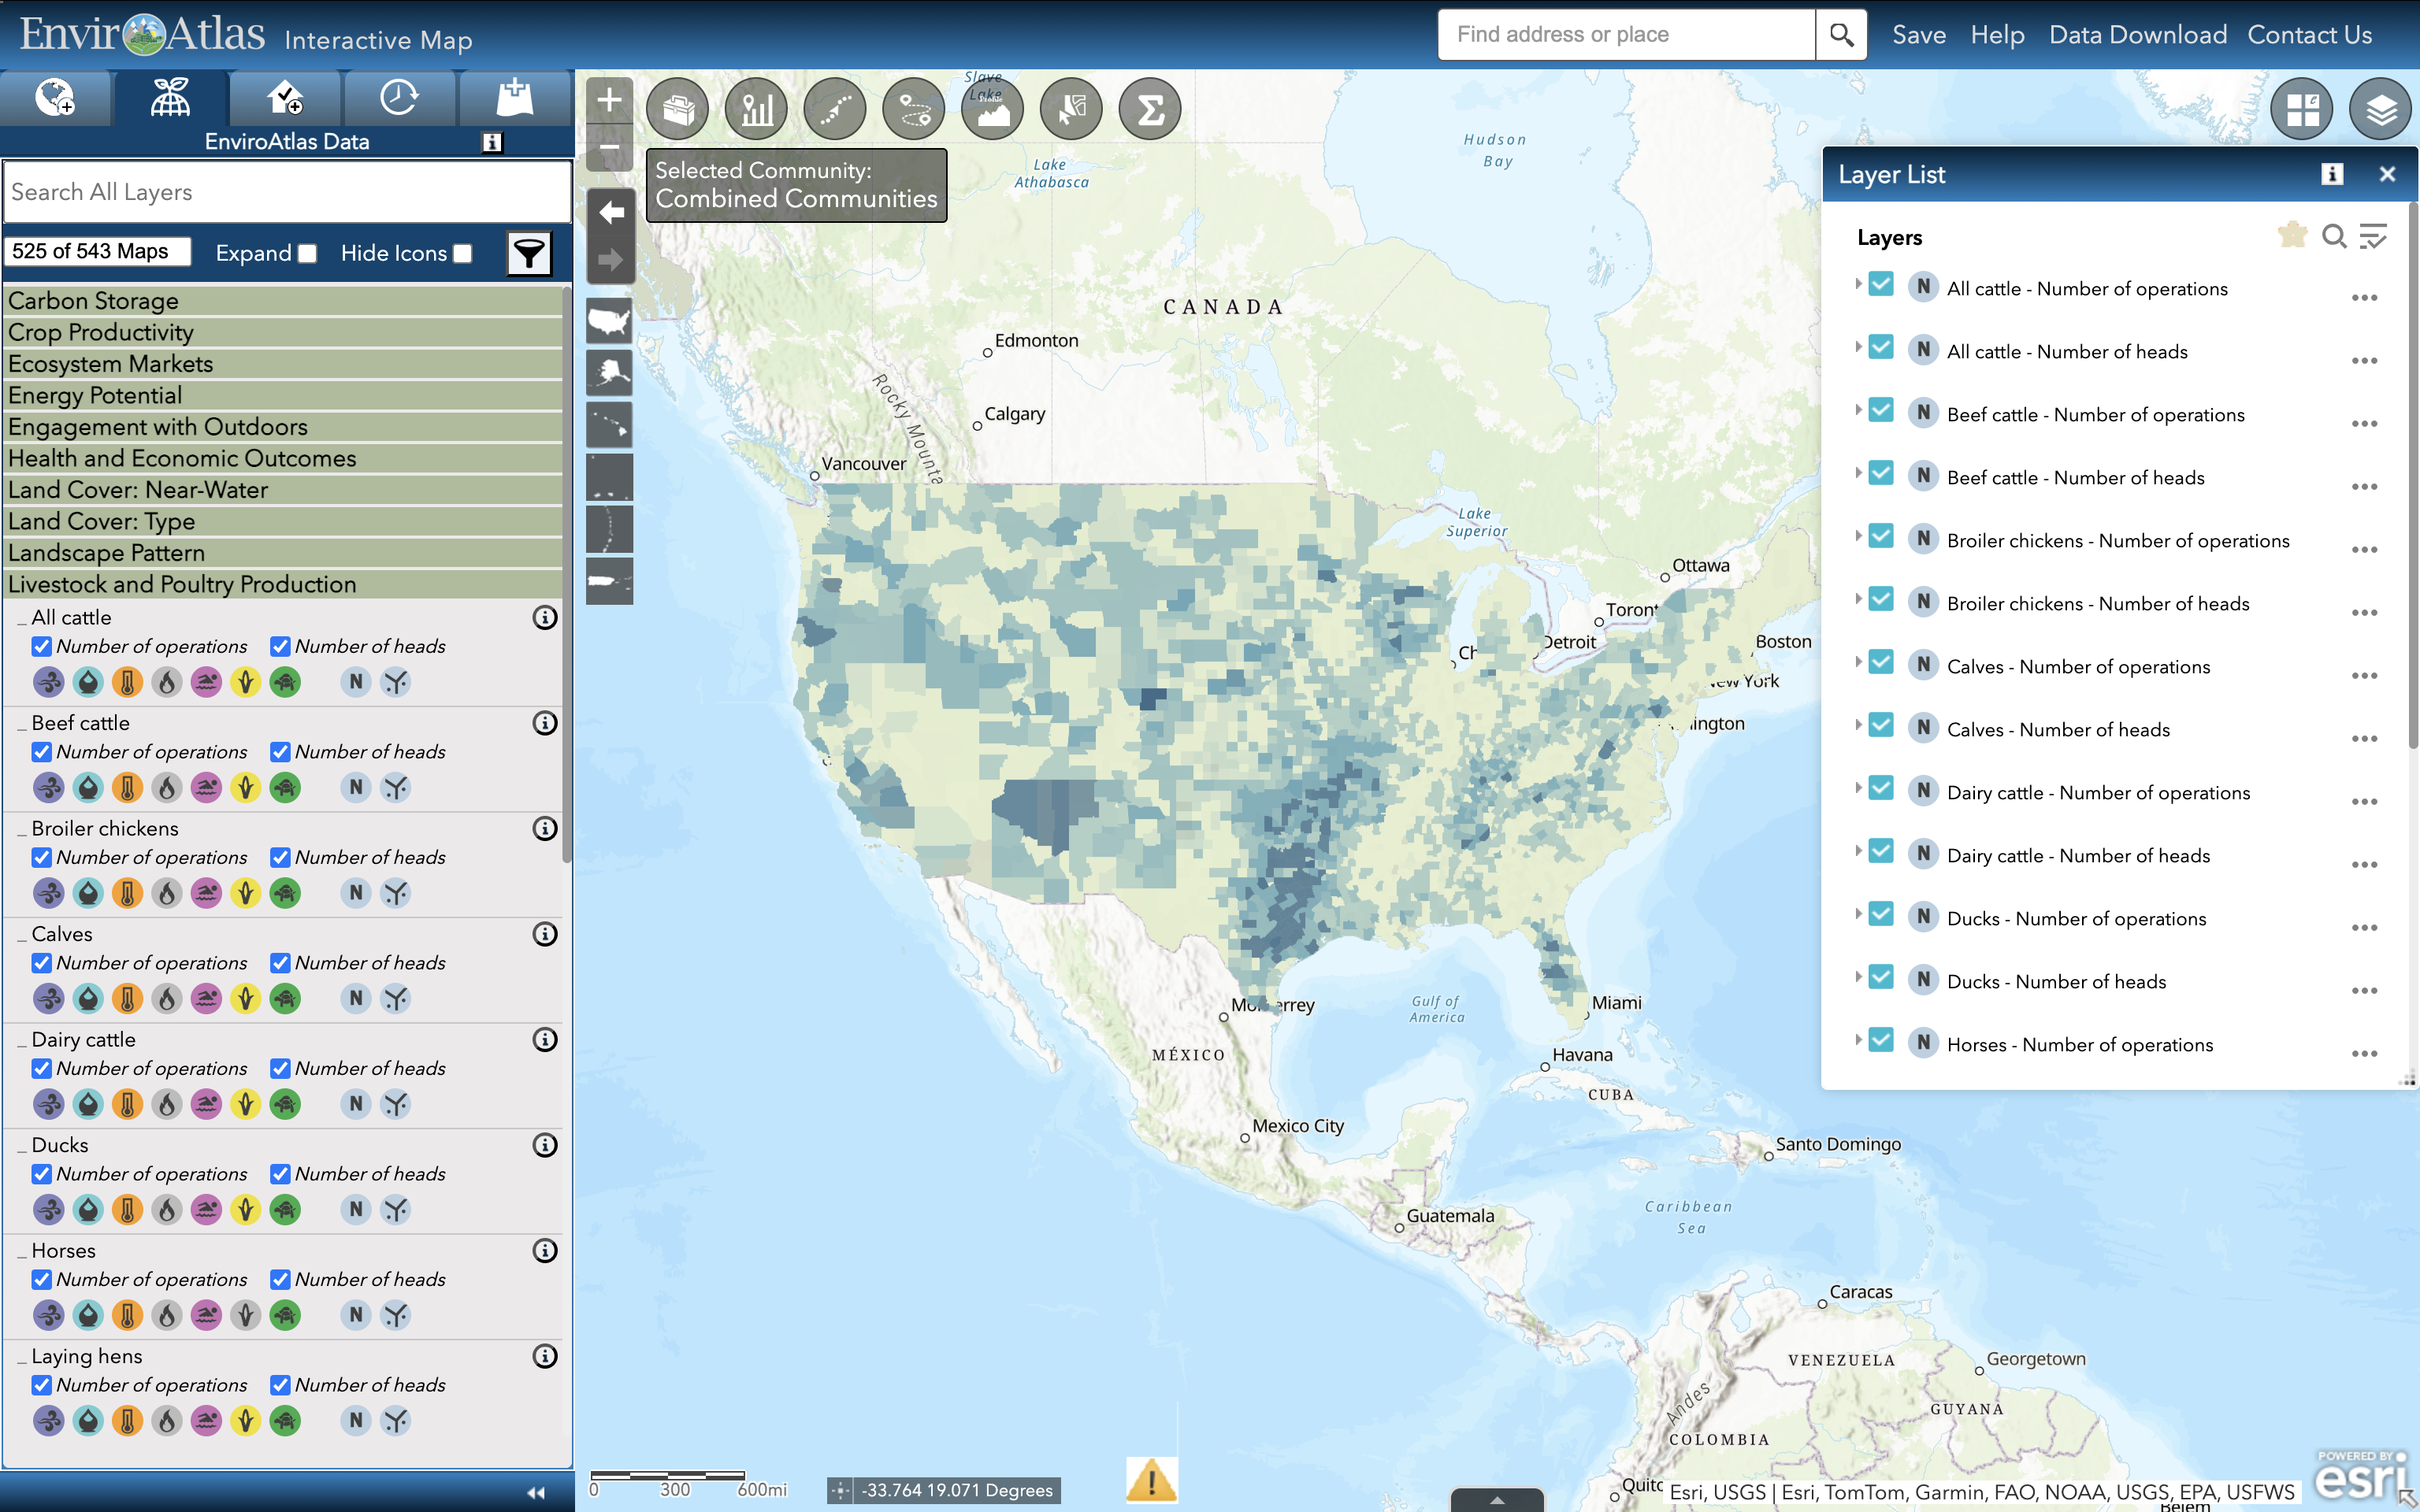 EnviroAtlas Interactive Map
Find address or place
Save Help Data Download Contact Us
EnviroAtlas Data
Search All Layers
525 of 543 Maps Expand Hide Icons
Carbon Storage
Crop Productivity
Ecosystem Markets
Energy Potential
Engagement with Outdoors
Health and Economic Outcomes
Land Cover: Near-Water
Land Cover: Type
Landscape Pattern
Livestock and Poultry Production
All cattle
Number of operations Number of heads
N
Beef cattle
Number of operations Number of heads
N
Broiler chickens
Number of operations Number of heads
N
Calves
Number of operations Number of heads
N
Dairy cattle
Number of operations Number of heads
N
Ducks
Number of operations Number of heads
N
Horses
Number of operations Number of heads
N
Laying hens
Number of operations Number of heads
N
Profile
Selected Community:
Combined Communities
Slave
Lake
Lake
Athabasca
Hudson
Bay
CANADA
Edmonton
Calgary
Rocky Mounta
Vancouver
Lake
Superior
Ottawa
Toront
Detroit
Ch
Boston
New York
ington
Monterrey
Gulf of
America
Miami
MÉXICO
Havana
CUBA
Mexico City
Santo Domingo
Guatemala
Caribbean
Sea
Caracas
VENEZUELA
Georgetown
GUYANA
Andes
COLOMBIA
Quito
Belém
0 300 600mi
-33.764 19.071 Degrees
Esri, USGS | Esri, TomTom, Garmin, FAO, NOAA, USGS, EPA, USFWS
POWERED BY
esri
Layer List
Layers
N All cattle - Number of operations
N All cattle - Number of heads
N Beef cattle - Number of operations
N Beef cattle - Number of heads
N Broiler chickens - Number of operations
N Broiler chickens - Number of heads
N Calves - Number of operations
N Calves - Number of heads
N Dairy cattle - Number of operations
N Dairy cattle - Number of heads
N Ducks - Number of operations
N Ducks - Number of heads
N Horses - Number of operations